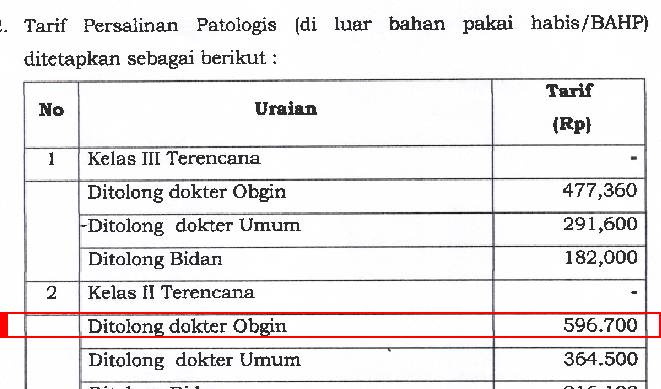 2. Tarif Persalinan Patologis (di luar bahan pakai habis/BAHP)
ditetapkan sebagai berikut :
No Uraian Tarif (Rp)
1 Kelas III Terencana -
Ditolong dokter Obgin 477,360
-Ditolong dokter Umum 291,600
Ditolong Bidan 182,000
2 Kelas II Terencana -
Ditolong dokter Obgin 596.700
Ditolong dokter Umum 364.500